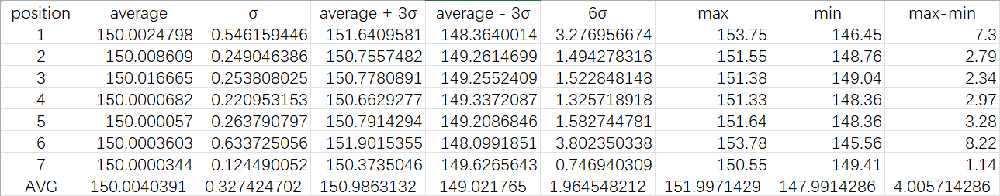 position average σ average + 3σ average - 3σ 6σ max min max-min
1 150.0024798 0.546159446 151.6409581 148.3640014 3.276956674 153.75 146.45 7.3
2 150.008609 0.249046386 150.7557482 149.2614699 1.494278316 151.55 148.76 2.79
3 150.016665 0.253808025 150.7780891 149.2552409 1.522848148 151.38 149.04 2.34
4 150.0000682 0.220953153 150.6629277 149.3372087 1.325718918 151.33 148.36 2.97
5 150.000057 0.263790797 150.7914294 149.2086846 1.582744781 151.64 148.36 3.28
6 150.0003603 0.633725056 151.9015355 148.0991851 3.802350338 153.78 145.56 8.22
7 150.0000344 0.124490052 150.3735046 149.6265643 0.746940309 150.55 149.41 1.14
AVG 150.0040391 0.327424702 150.9863132 149.021765 1.964548212 151.9971429 147.9914286 4.005714286